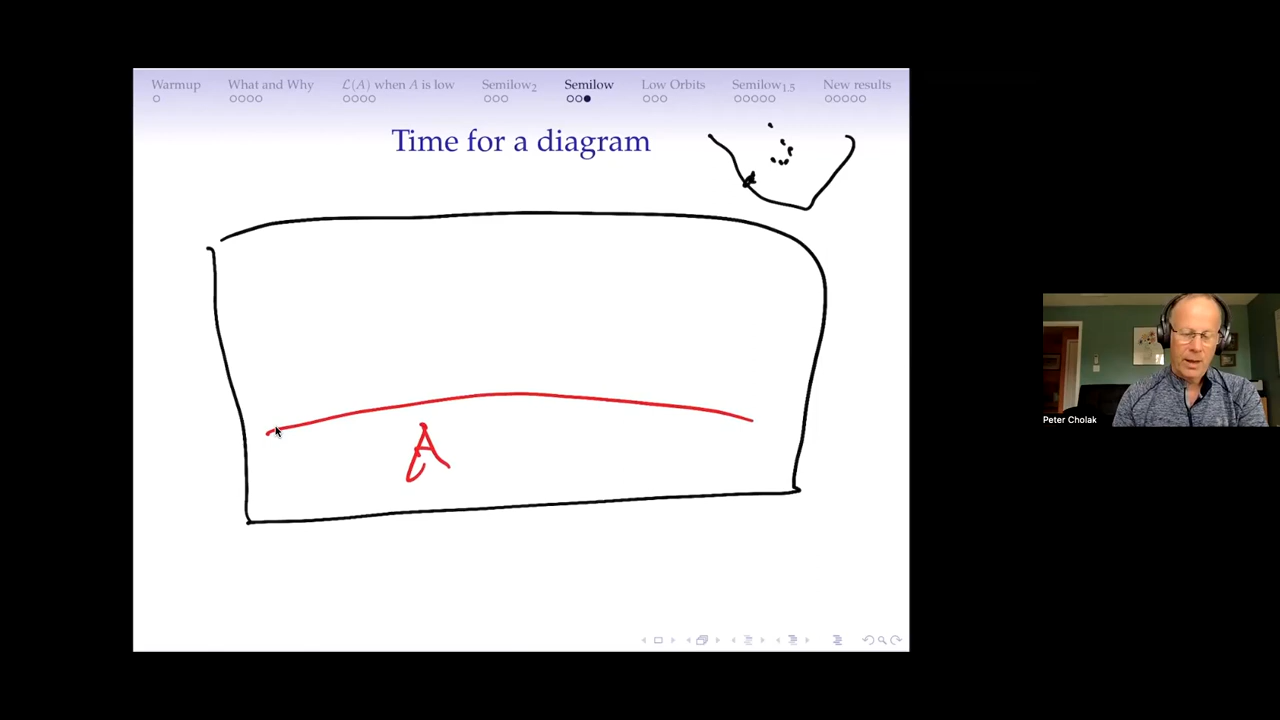 Warmup What and Why ℒ(A) when A is low Semilow₂ Semilow Low Orbits Semilow₁.₅ New results
Time for a diagram
A
Peter Cholak